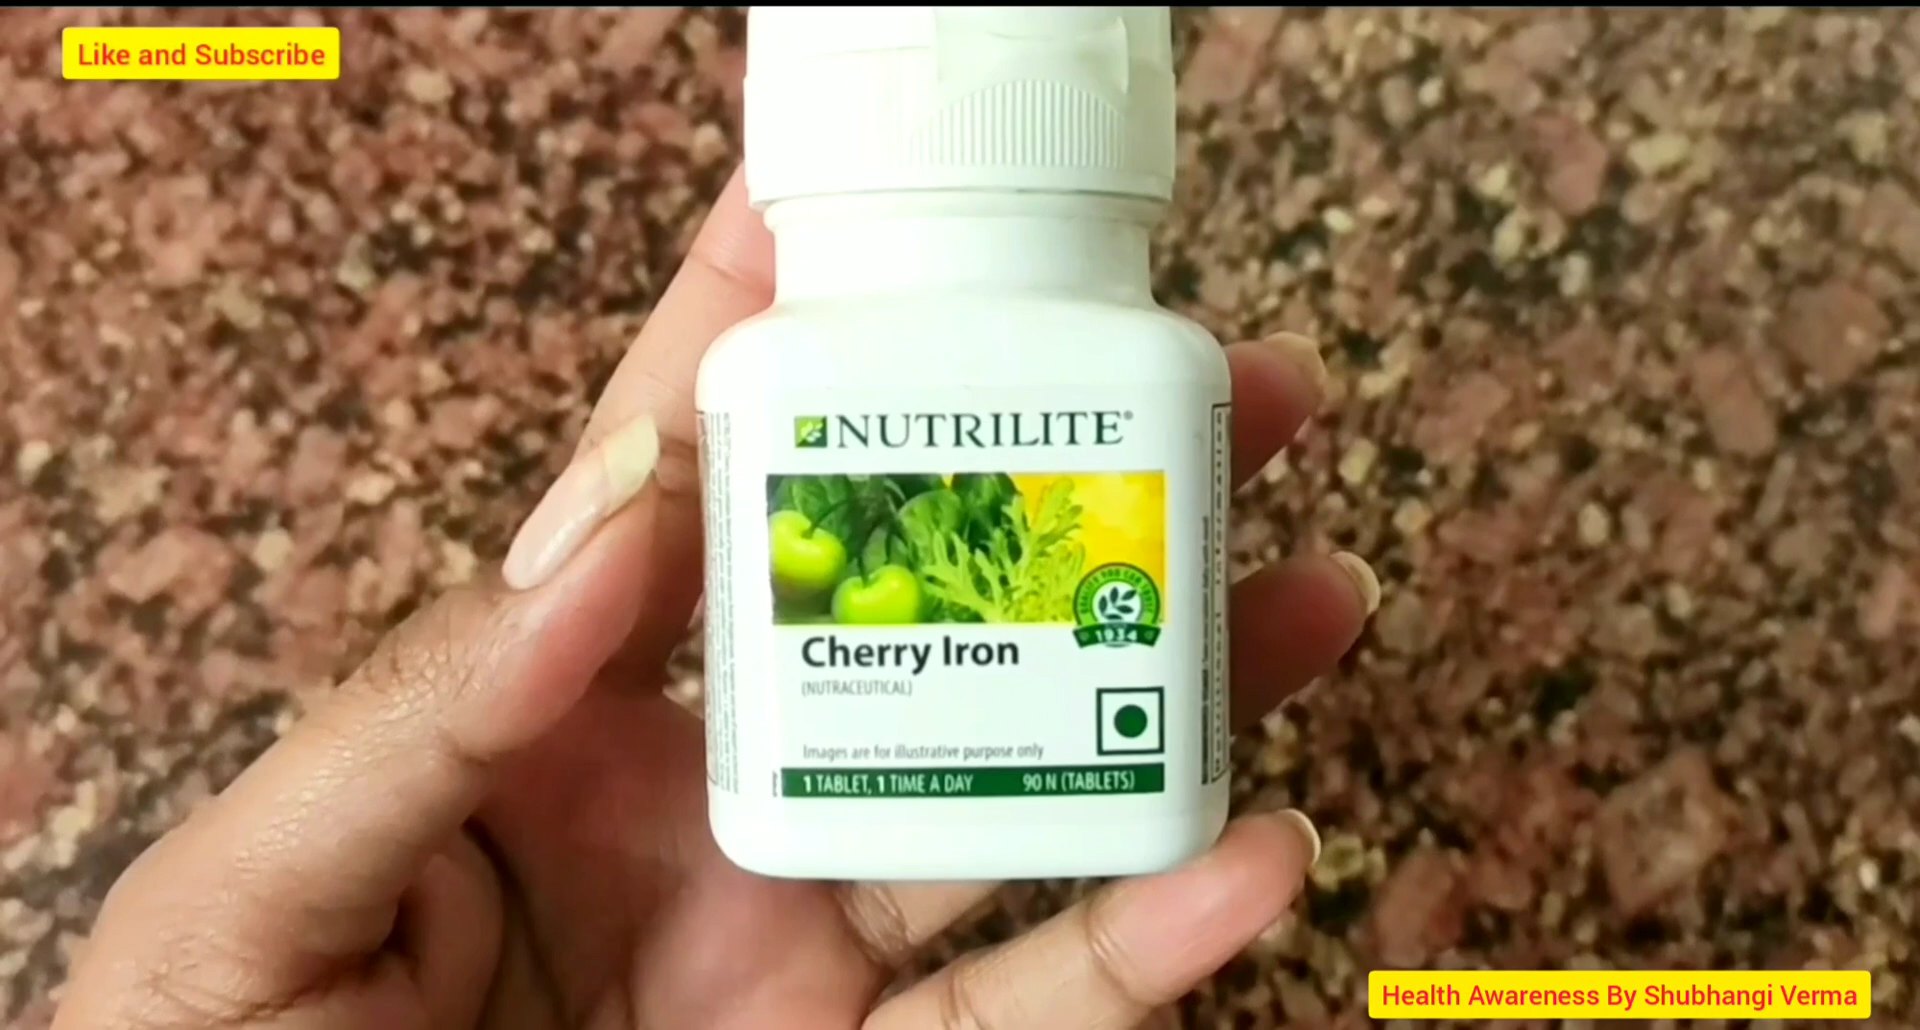 Like and Subscribe
NUTRILITE®
1934
Cherry Iron
(NUTRACEUTICAL)
Images are for illustrative purpose only
1 TABLET, 1 TIME A DAY 90 N (TABLETS)
Health Awareness By Shubhangi Verma